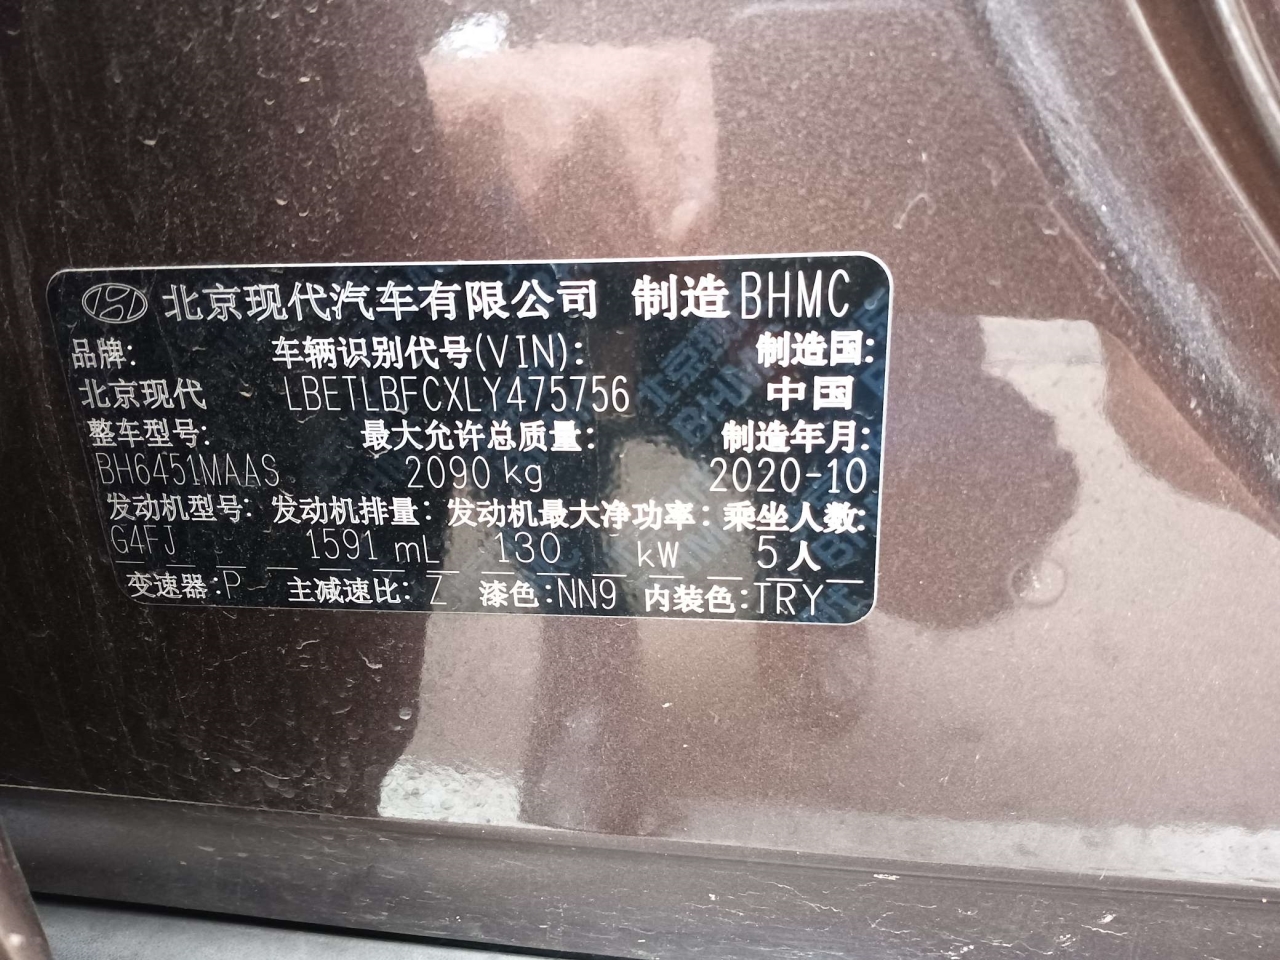 北京现代汽车有限公司 制造 BHMC
品牌: 车辆识别代号(VIN): 制造国:
北京现代 LBETLBFCXLY475756 中国
整车型号: 最大允许总质量: 制造年月:
BH6451MAAS 2090 kg 2020-10
发动机型号: 发动机排量: 发动机最大净功率: 乘坐人数:
G4FJ 1591 mL 130 kW 5 人
变速器:P 主减速比: Z 漆色:NN9 内装色:TRY